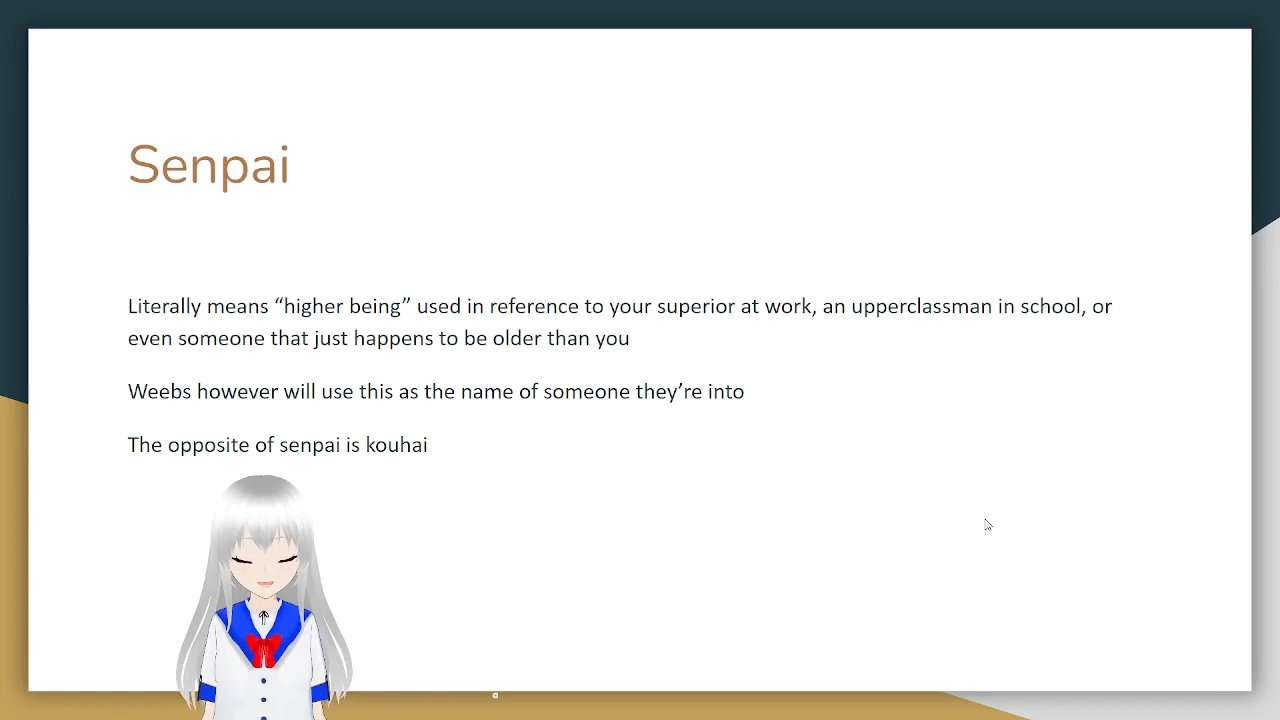 Senpai
Literally means “higher being” used in reference to your superior at work, an upperclassman in school, or
even someone that just happens to be older than you
Weebs however will use this as the name of someone they’re into
The opposite of senpai is kouhai